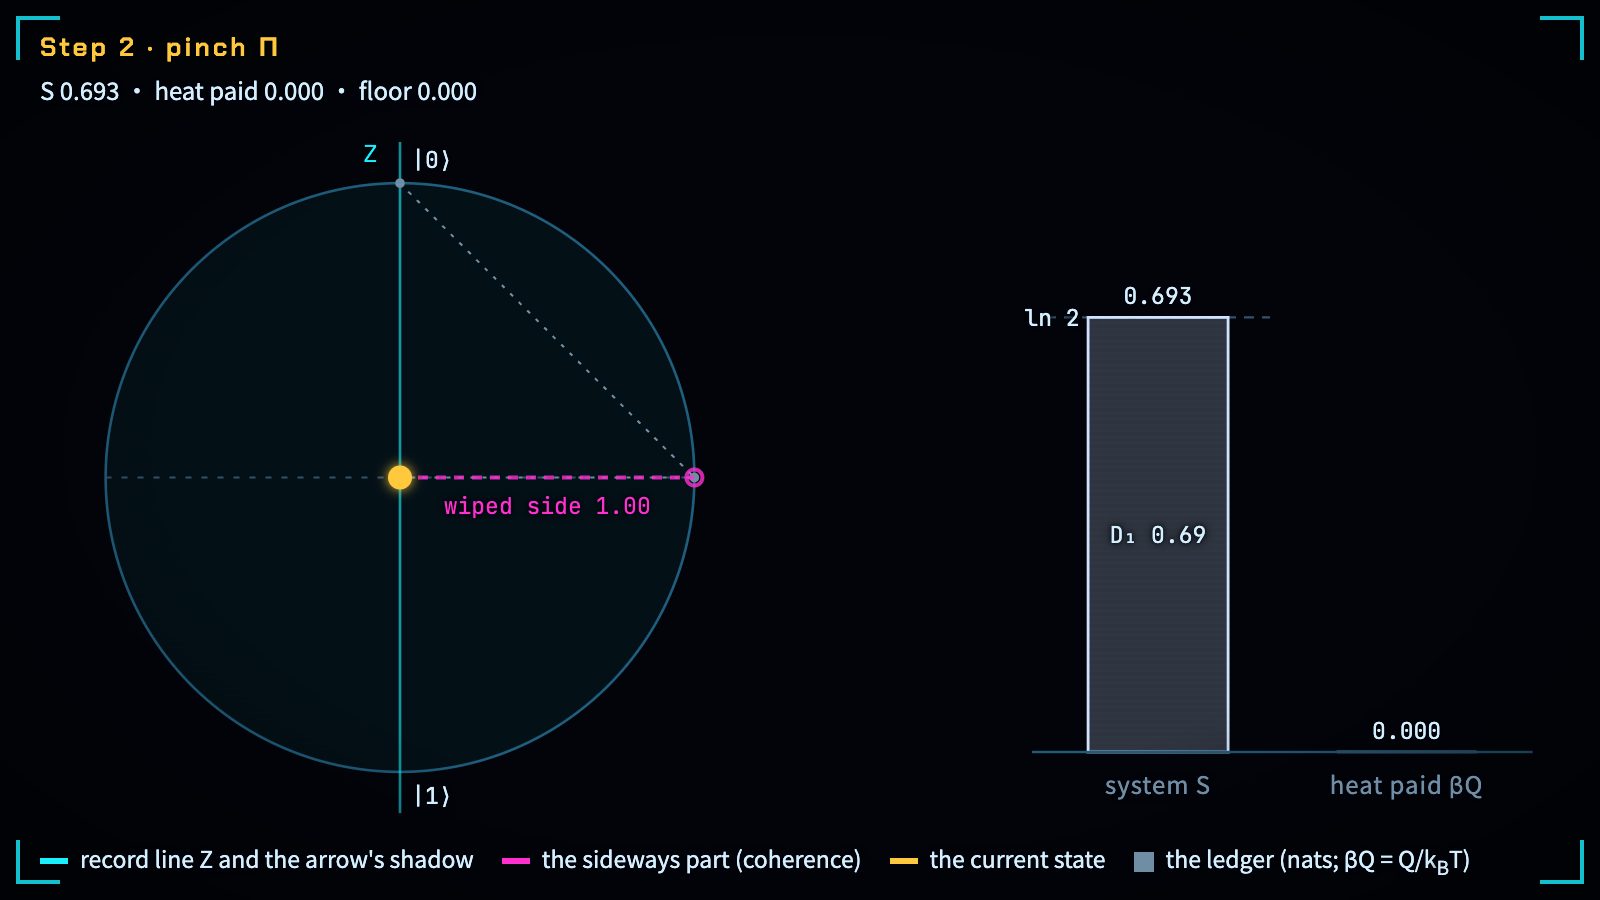 Step 2 · pinch Π
S 0.693 • heat paid 0.000 • floor 0.000
Z
|0⟩
wiped side 1.00
|1⟩
0.693
ln 2
D₁ 0.69
0.000
system S
heat paid βQ
record line Z and the arrow's shadow
the sideways part (coherence)
the current state
the ledger (nats; βQ = Q/k_BT)